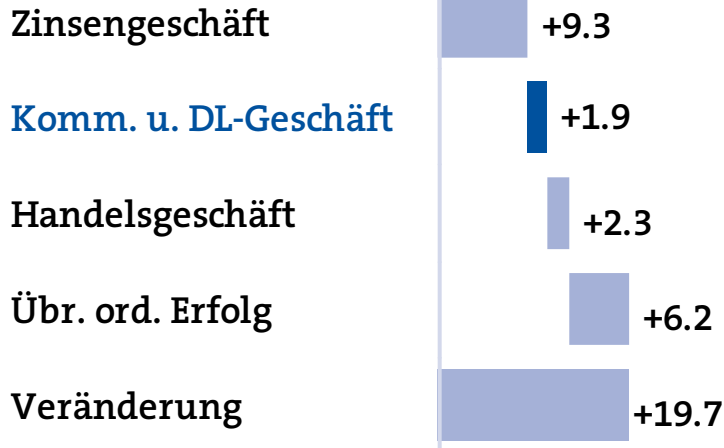 Zinsengeschäft +9.3
Komm. u. DL-Geschäft +1.9
Handelsgeschäft +2.3
Übr. ord. Erfolg +6.2
Veränderung +19.7